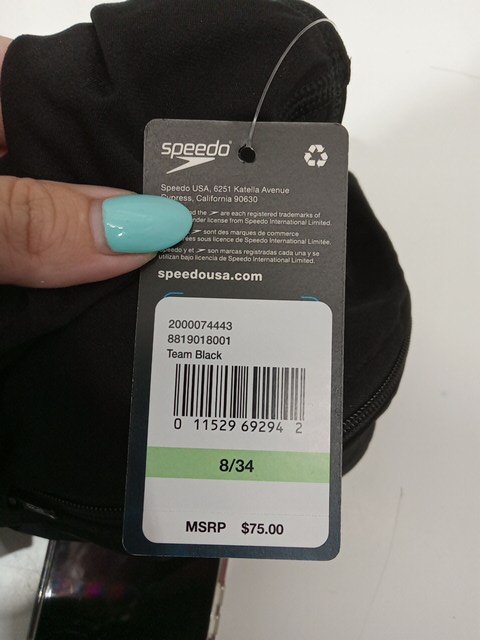 speedo
Speedo USA, 6251 Katella Avenue
Cypress, California 90630
and the are each registered trademarks of
under license from Speedo International Limited.
sont des marques de commerce
sous licence de Speedo International Limitée.
Speedo y el son marcas registradas cada una y se
utilizan bajo licencia de Speedo International Limited.
speedousa.com
2000074443
8819018001
Team Black
0 11529 69294 2
8/34
MSRP $75.00